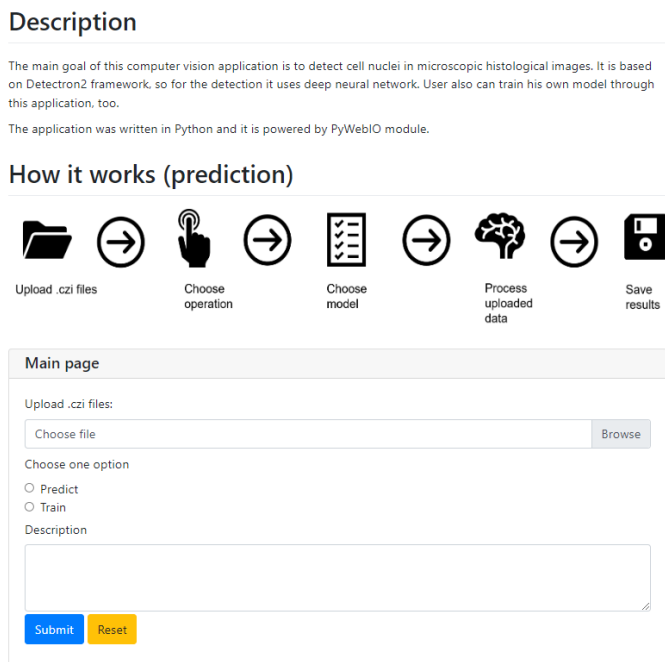 Description
The main goal of this computer vision application is to detect cell nuclei in microscopic histological images. It is based
on Detectron2 framework, so for the detection it uses deep neural network. User also can train his own model through
this application, too.
The application was written in Python and it is powered by PyWebIO module.
How it works (prediction)
Upload .czi files
Choose
operation
Choose
model
Process
uploaded
data
Save
results
Main page
Upload .czi files:
Choose file
Browse
Choose one option
Predict
Train
Description
Submit
Reset